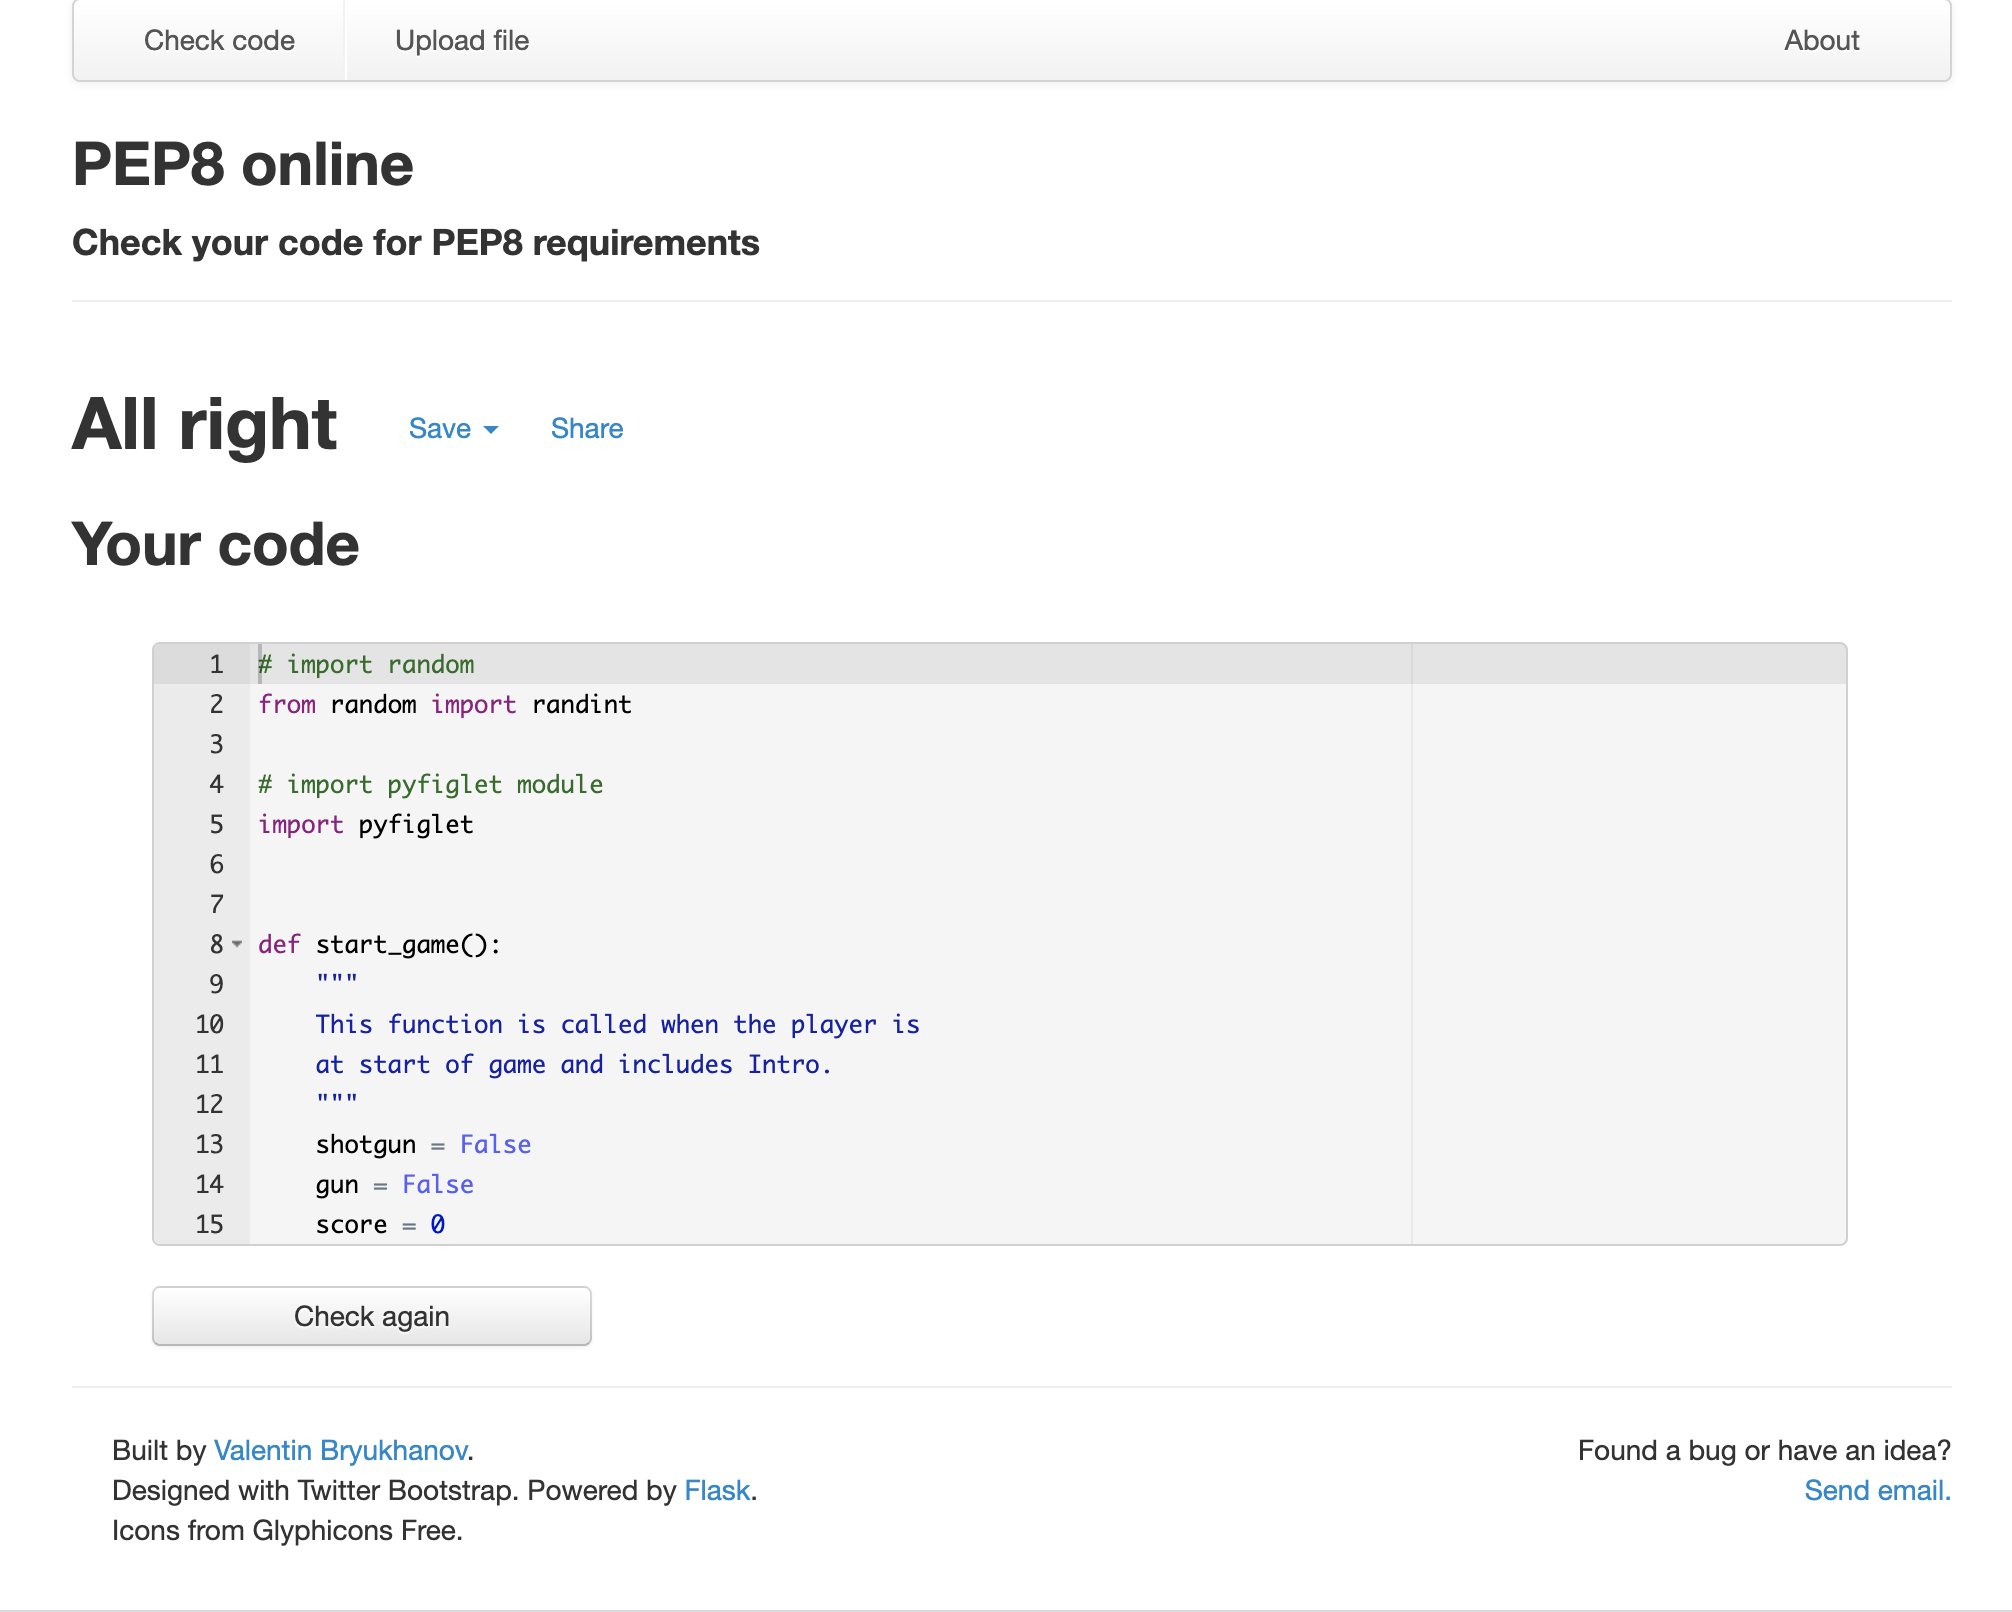 Check code Upload file About
PEP8 online
Check your code for PEP8 requirements
All right Save Share
Your code
1 # import random
2 from random import randint
3
4 # import pyfiglet module
5 import pyfiglet
6
7
8 def start_game():
9 """
10 This function is called when the player is
11 at start of game and includes Intro.
12 """
13 shotgun = False
14 gun = False
15 score = 0
Check again
Built by Valentin Bryukhanov. Found a bug or have an idea?
Designed with Twitter Bootstrap. Powered by Flask. Send email.
Icons from Glyphicons Free.